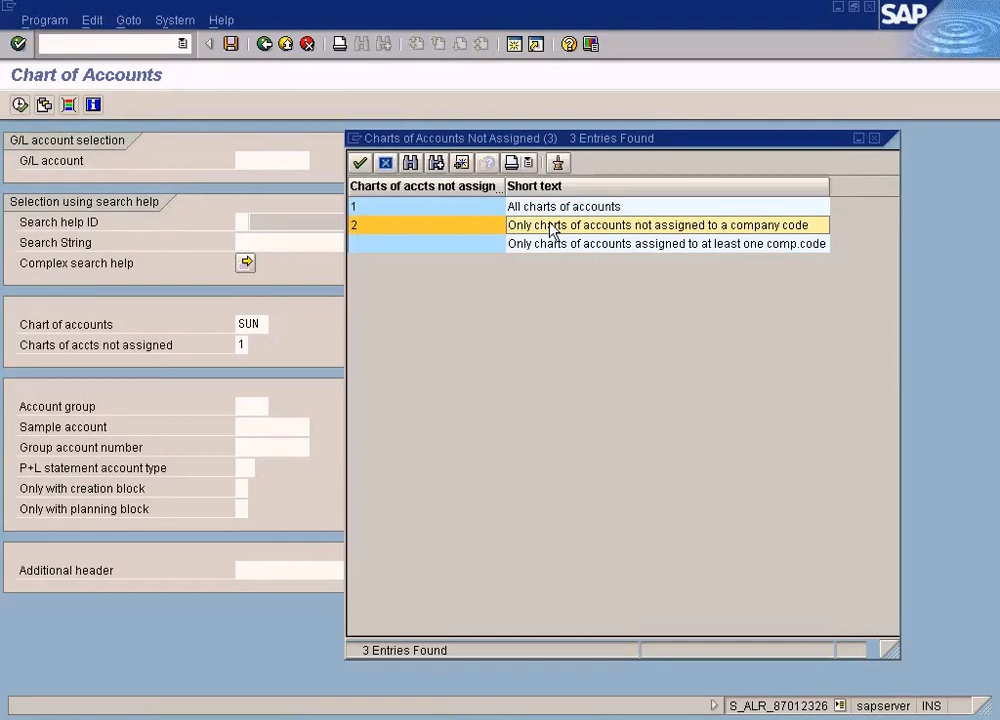 Program Edit Goto System Help
SAP
Chart of Accounts
G/L account selection
G/L account
Selection using search help
Search help ID
Search String
Complex search help
Chart of accounts SUN
Charts of accts not assigned 1
Account group
Sample account
Group account number
P+L statement account type
Only with creation block
Only with planning block
Additional header
Charts of Accounts Not Assigned (3) 3 Entries Found
Charts of accts not assign... Short text
1 All charts of accounts
2 Only charts of accounts not assigned to a company code
Only charts of accounts assigned to at least one comp.code
3 Entries Found
S_ALR_87012326 sapserver INS